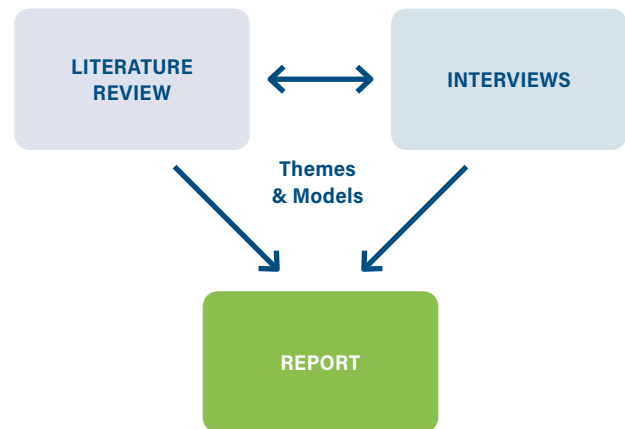 LITERATURE
REVIEW
INTERVIEWS
Themes
& Models
REPORT